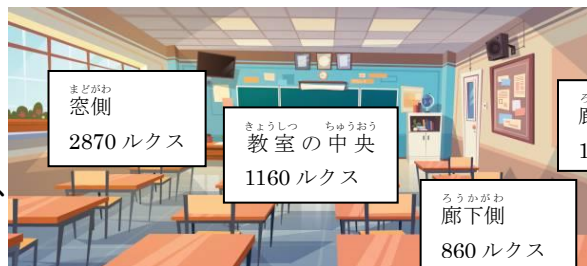 まどがわ
窓側
2870 ルクス
きょうしつ ちゅうおう
教室の中央
1160 ルクス
ろうかがわ
廊下側
860 ルクス